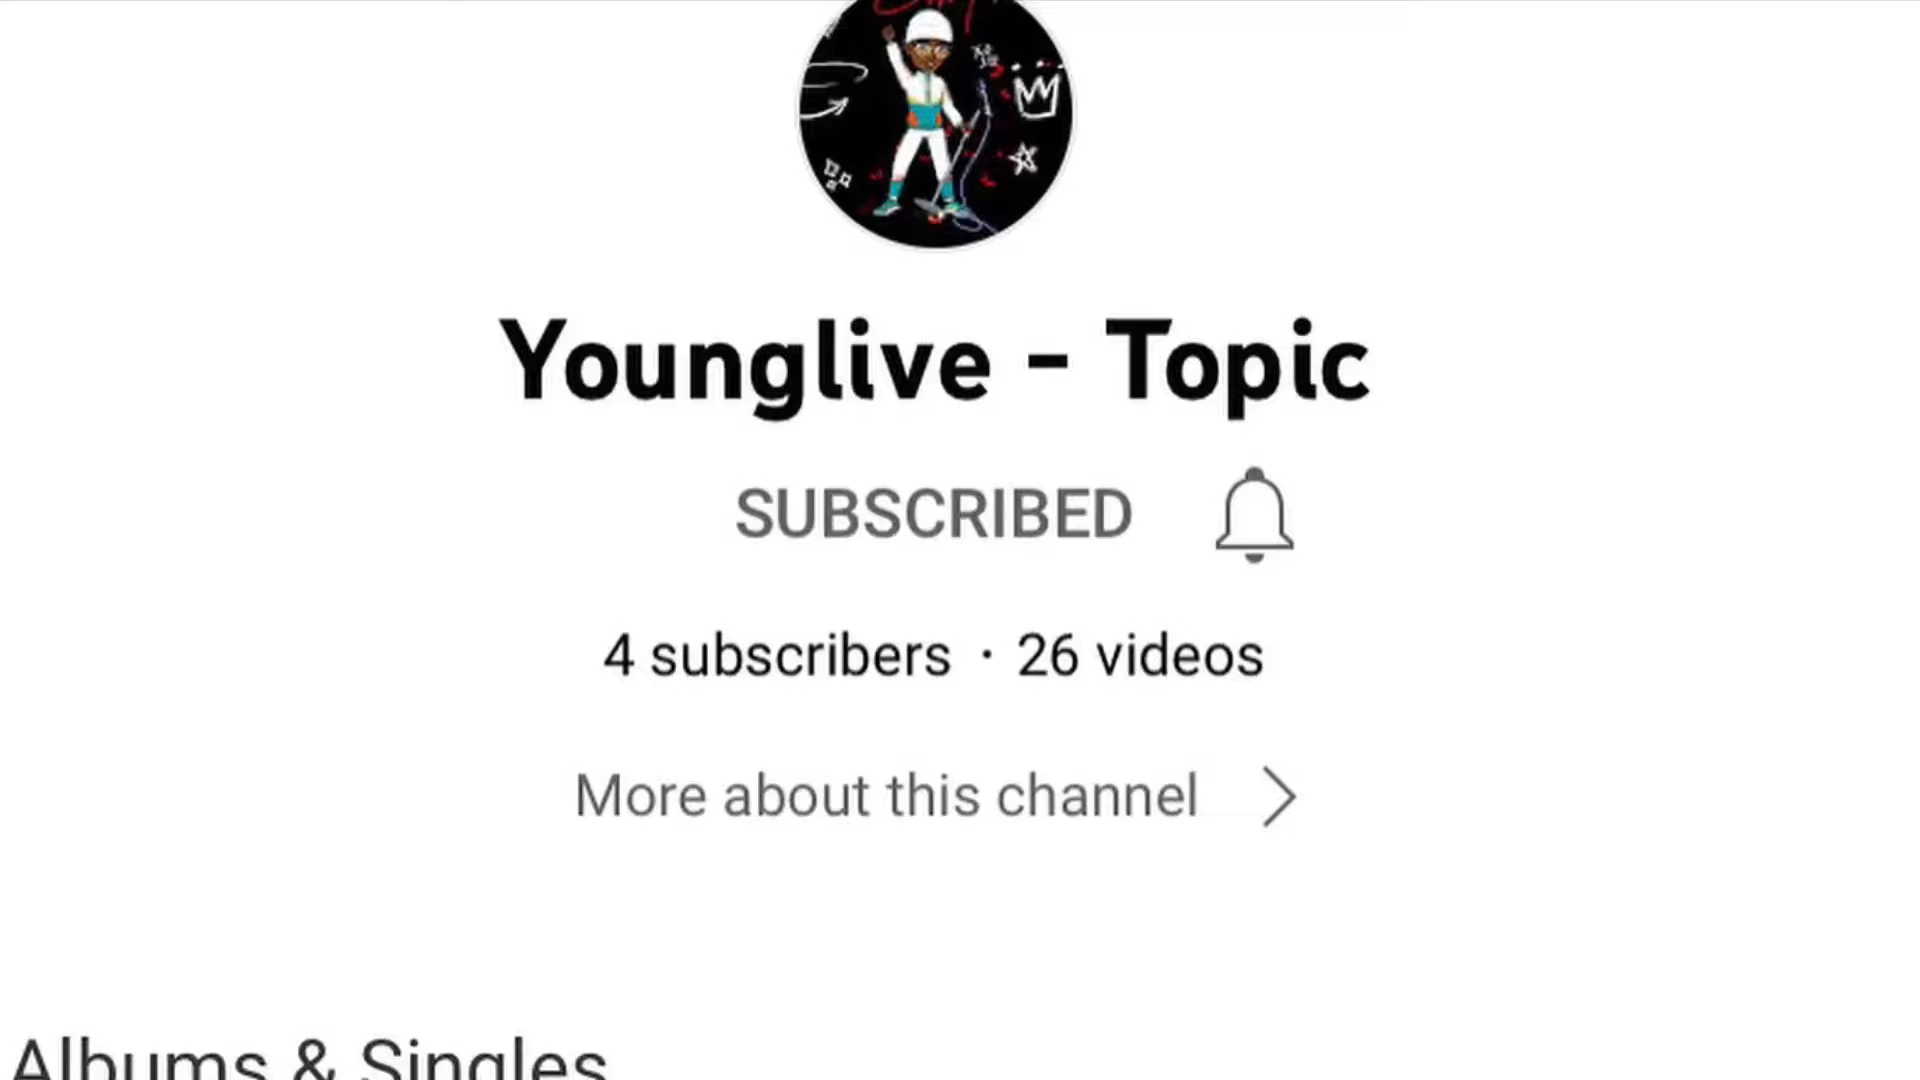 Younglive - Topic
SUBSCRIBED
4 subscribers · 26 videos
More about this channel
Albums & Singles